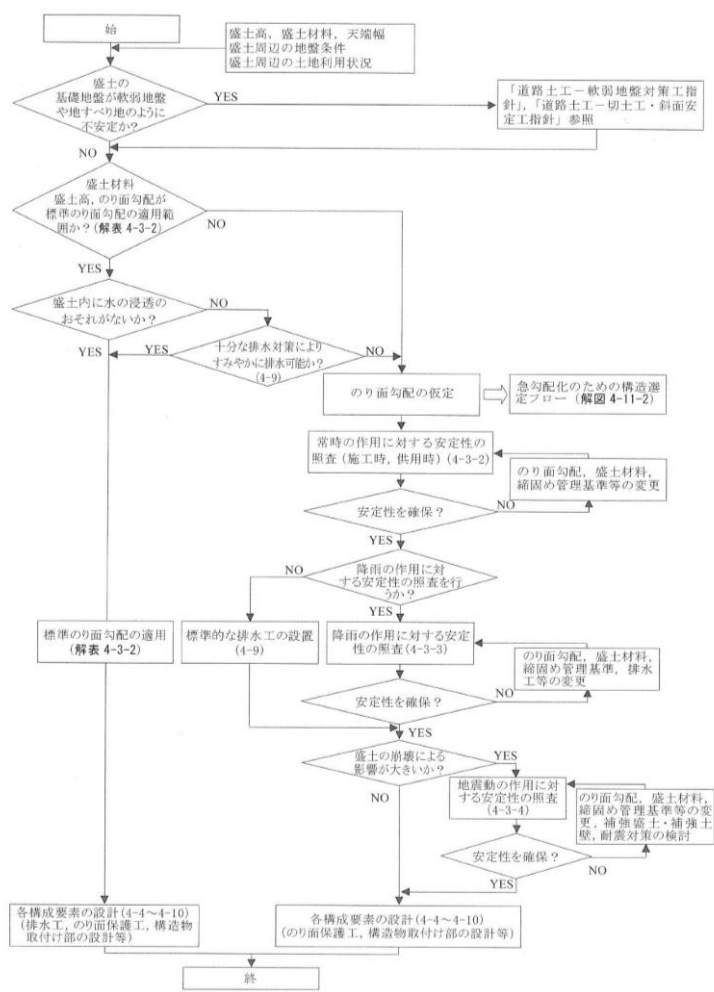 始
盛土高, 盛土材料, 天端幅
盛土周辺の地盤条件
盛土周辺の土地利用状況
盛土の
基礎地盤が軟弱地盤
や地すべり地のように
不安定か?
YES
「道路土工－軟弱地盤対策工指
針」,「道路土工－切土工・斜面安
定工指針」参照
NO
盛土材料
盛土高, のり面勾配が
標準のり面勾配の適用範
囲か? (解表 4-3-2)
NO
YES
盛土内に水の浸透の
おそれがないか?
NO
YES
YES
十分な排水対策により
すみやかに排水可能か?
(4-9)
NO
のり面勾配の仮定
急勾配化のための構造選
定フロー (解図 4-11-2)
常時の作用に対する安定性の
照査 (施工時, 供用時) (4-3-2)
のり面勾配, 盛土材料,
締固め管理基準等の変更
安定性を確保?
NO
YES
NO
降雨の作用に対
する安定性の照査を行
うか?
YES
標準のり面勾配の適用
(解表 4-3-2)
標準的な排水工の設置
(4-9)
降雨の作用に対する安定
性の照査(4-3-3)
のり面勾配, 盛土材料,
締固め管理基準, 排水
工等の変更
安定性を確保?
NO
YES
盛土の崩壊による
影響が大きいか?
YES
NO
地震動の作用に対
する安定性の照査
(4-3-4)
のり面勾配, 盛土材料,
締固め管理基準等の変
更, 補強盛土・補強土
壁, 耐震対策の検討
安定性を確保?
NO
YES
各構成要素の設計(4-4～4-10)
(排水工, のり面保護工, 構造物
取付け部の設計等)
各構成要素の設計(4-4～4-10)
(のり面保護工, 構造物取付け部の設計等)
終